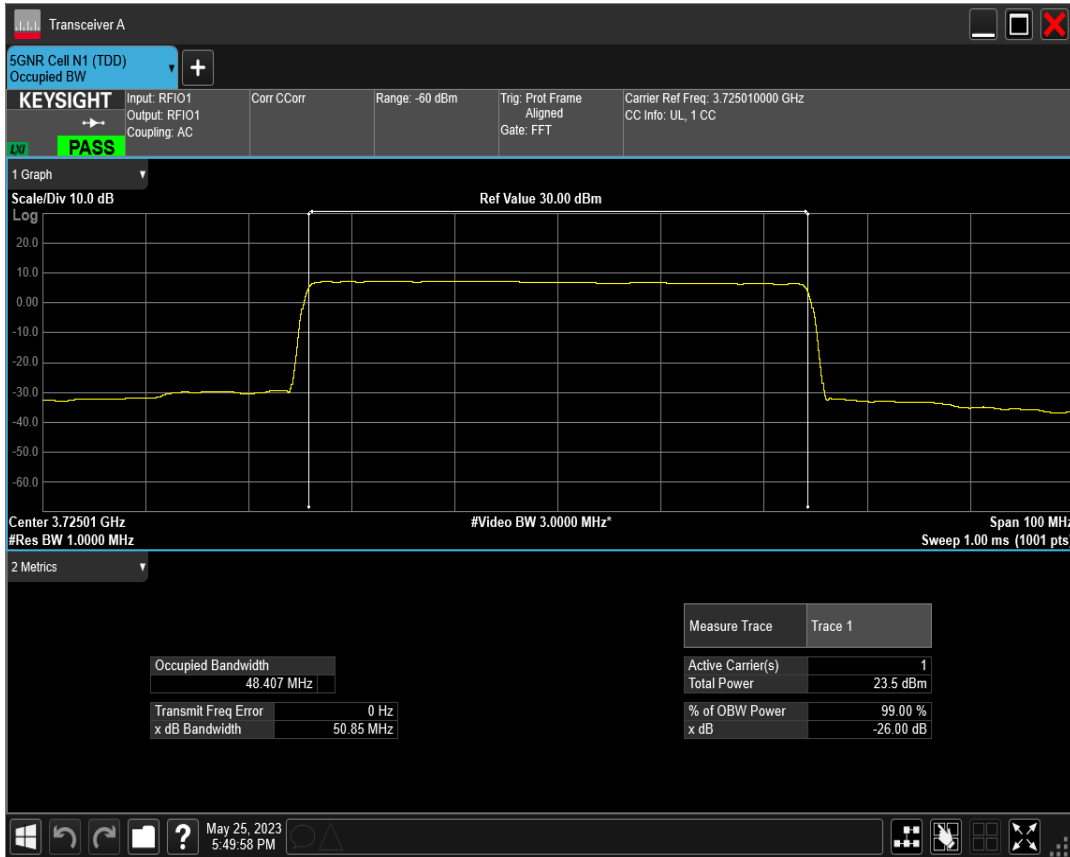 Transceiver A
5GNR Cell N1 (TDD)
Occupied BW
+
KEYSIGHT
LXI
PASS
Input: RFIO1
Output: RFIO1
Coupling: AC
Corr CCorr
Range: -60 dBm
Trig: Prot Frame
Aligned
Gate: FFT
Carrier Ref Freq: 3.725010000 GHz
CC Info: UL, 1 CC
1 Graph
Scale/Div 10.0 dB
Ref Value 30.00 dBm
Log
20.0
10.0
0.00
-10.0
-20.0
-30.0
-40.0
-50.0
-60.0
Center 3.72501 GHz
#Video BW 3.0000 MHz*
Span 100 MHz
#Res BW 1.0000 MHz
Sweep 1.00 ms (1001 pts)
2 Metrics
Measure Trace Trace 1
Occupied Bandwidth
48.407 MHz
Active Carrier(s) 1
Total Power 23.5 dBm
Transmit Freq Error 0 Hz
x dB Bandwidth 50.85 MHz
% of OBW Power 99.00 %
x dB -26.00 dB
?
May 25, 2023
5:49:58 PM